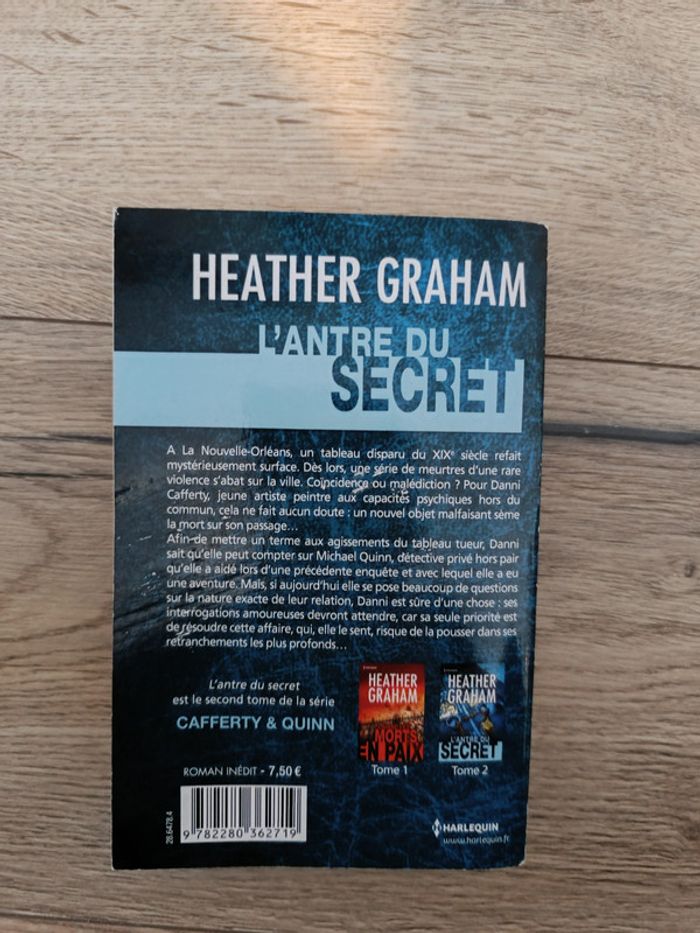 HEATHER GRAHAM
L'ANTRE DU
SECRET
A La Nouvelle-Orléans, un tableau disparu du XIXe siècle refait
mystérieusement surface. Dès lors, une série de meurtres d'une rare
violence s'abat sur la ville. Coïncidence ou malédiction ? Pour Danni
Cafferty, jeune artiste peintre aux capacités psychiques hors du
commun, cela ne fait aucun doute : un nouvel objet malfaisant sème
la mort sur son passage...
Afin de mettre un terme aux agissements du tableau tueur, Danni
sait qu'elle peut compter sur Michael Quinn, détective privé hors pair
qu'elle a aidé lors d'une précédente enquête et avec lequel elle a eu
une aventure. Mais, si aujourd'hui elle se pose beaucoup de questions
sur la nature exacte de leur relation, Danni est sûre d'une chose : ses
interrogations amoureuses devront attendre, car sa seule priorité est
de résoudre cette affaire, qui, elle le sent, risque de la pousser dans ses
retranchements les plus profonds...
L'antre du secret
est le second tome de la série
CAFFERTY & QUINN
HEATHER
GRAHAM
MORTS
EN PAIX
Tome 1
HEATHER
GRAHAM
L'ANTRE DU
SECRET
Tome 2
ROMAN INÉDIT - 7,50 €
28.6478.4
9 782280 362719
HARLEQUIN
www.harlequin.fr